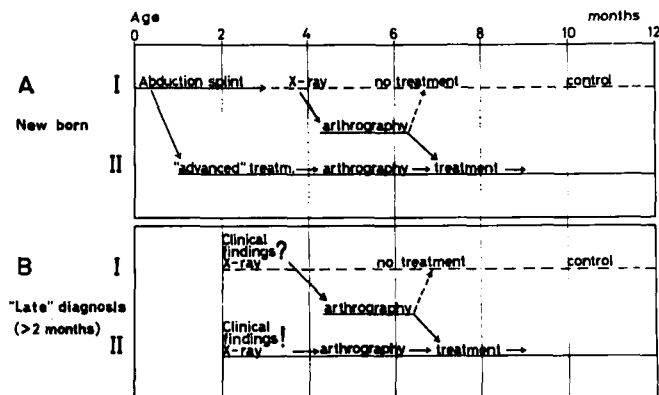 Age months
0 2 4 6 8 10 12
A I Abduction splint X-ray no treatment control
New born arthrography
II "advanced" treatm. arthrography treatment
B I Clinical findings? X-ray no treatment control
"Late" diagnosis (>2 months) arthrography
II Clinical findings! X-ray arthrography treatment